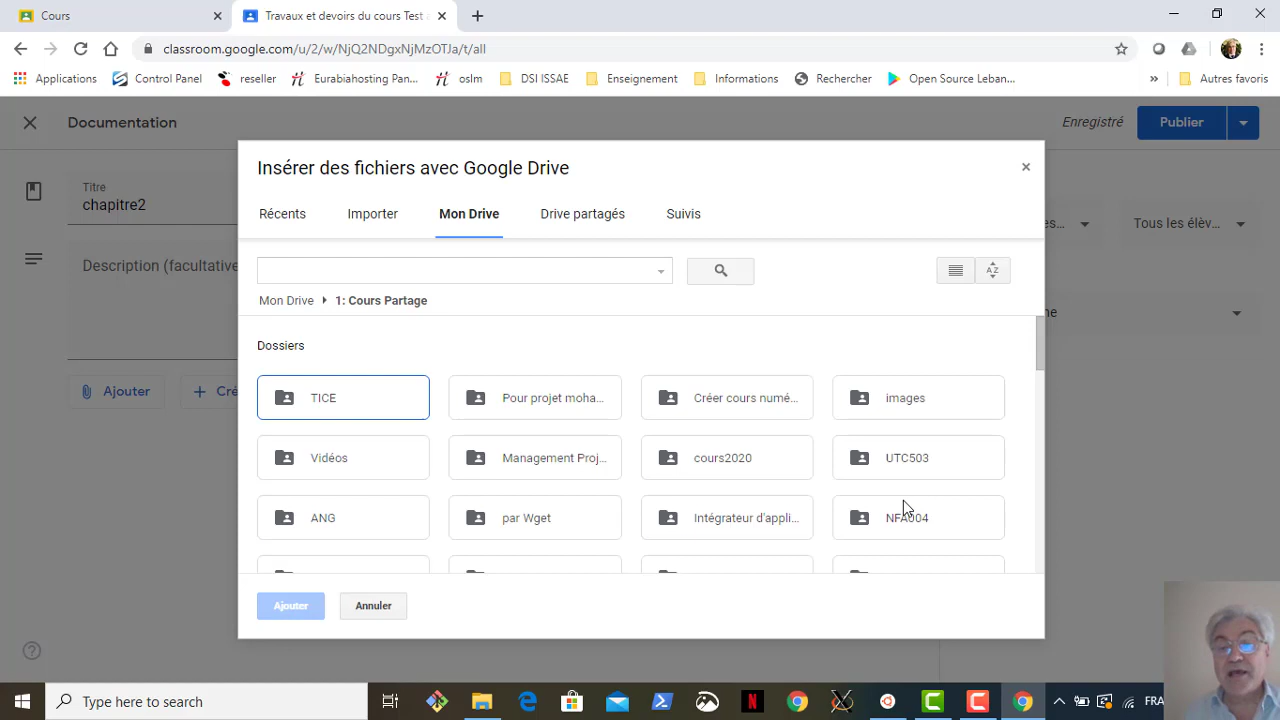 Cours
Travaux et devoirs du cours Test
classroom.google.com/u/2/w/NjQ2NDgxNjMzOTJa/t/all
Applications
Control Panel
reseller
Eurabiahosting Pan...
oslm
DSI ISSAE
Enseignement
Informations
Rechercher
Open Source Leban...
»
Autres favoris
Documentation
Enregistré
Publier
Titre
chapitre2
Description (facultative
Ajouter
Cré
es...
Tous les élèv...
ne
Insérer des fichiers avec Google Drive
Récents
Importer
Mon Drive
Drive partagés
Suivis
Mon Drive
1: Cours Partage
Dossiers
TICE
Pour projet moha...
Créer cours numé...
images
Vidéos
Management Proj...
cours2020
UTC503
ANG
par Wget
Intégrateur d'appli...
NFA004
Ajouter
Annuler
Type here to search
FRA